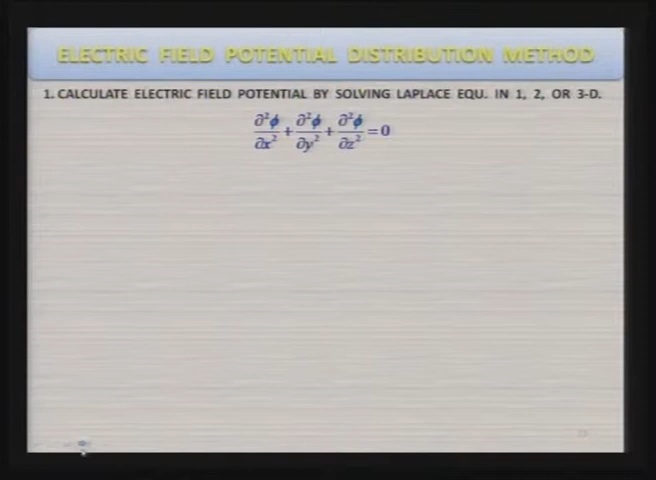 ELECTRIC FIELD POTENTIAL DISTRIBUTION METHOD
1. CALCULATE ELECTRIC FIELD POTENTIAL BY SOLVING LAPLACE EQU. IN 1, 2, OR 3-D.
∂²ϕ/∂x² + ∂²ϕ/∂y² + ∂²ϕ/∂z² = 0